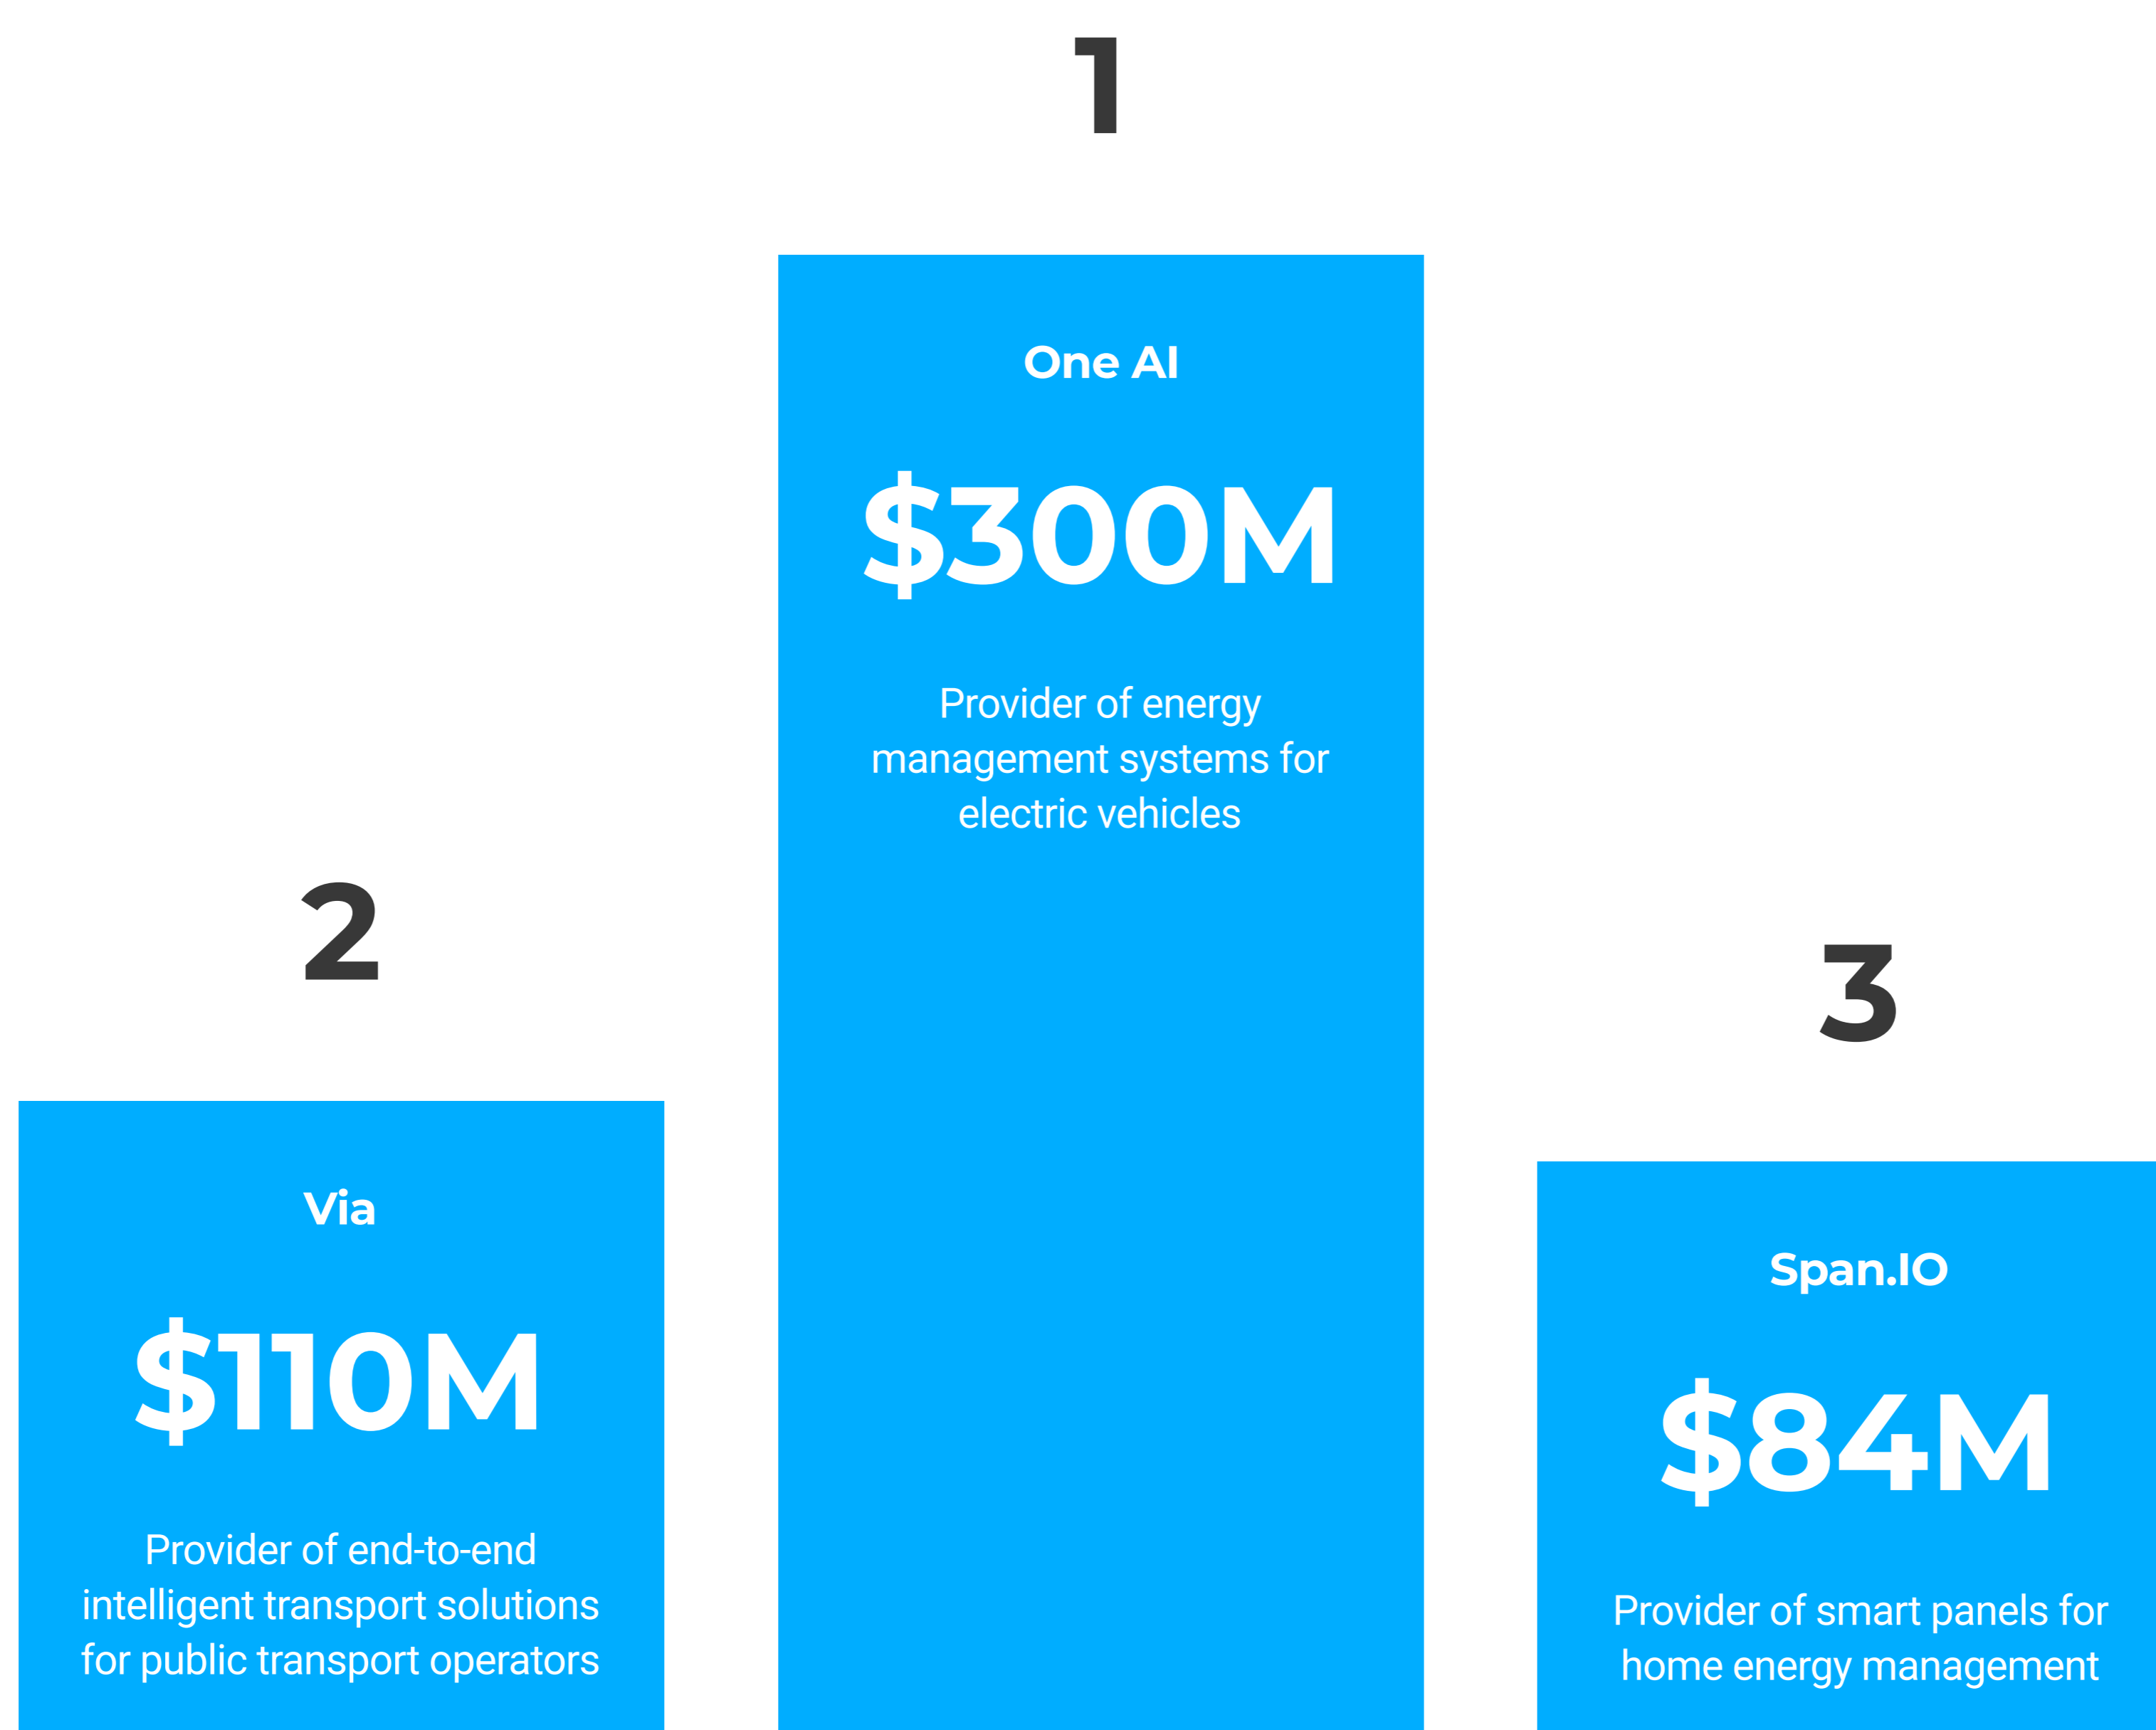 1
One AI
$300M
Provider of energy
management systems for
electric vehicles
2
Via
$110M
Provider of end-to-end
intelligent transport solutions
for public transport operators
3
Span.IO
$84M
Provider of smart panels for
home energy management